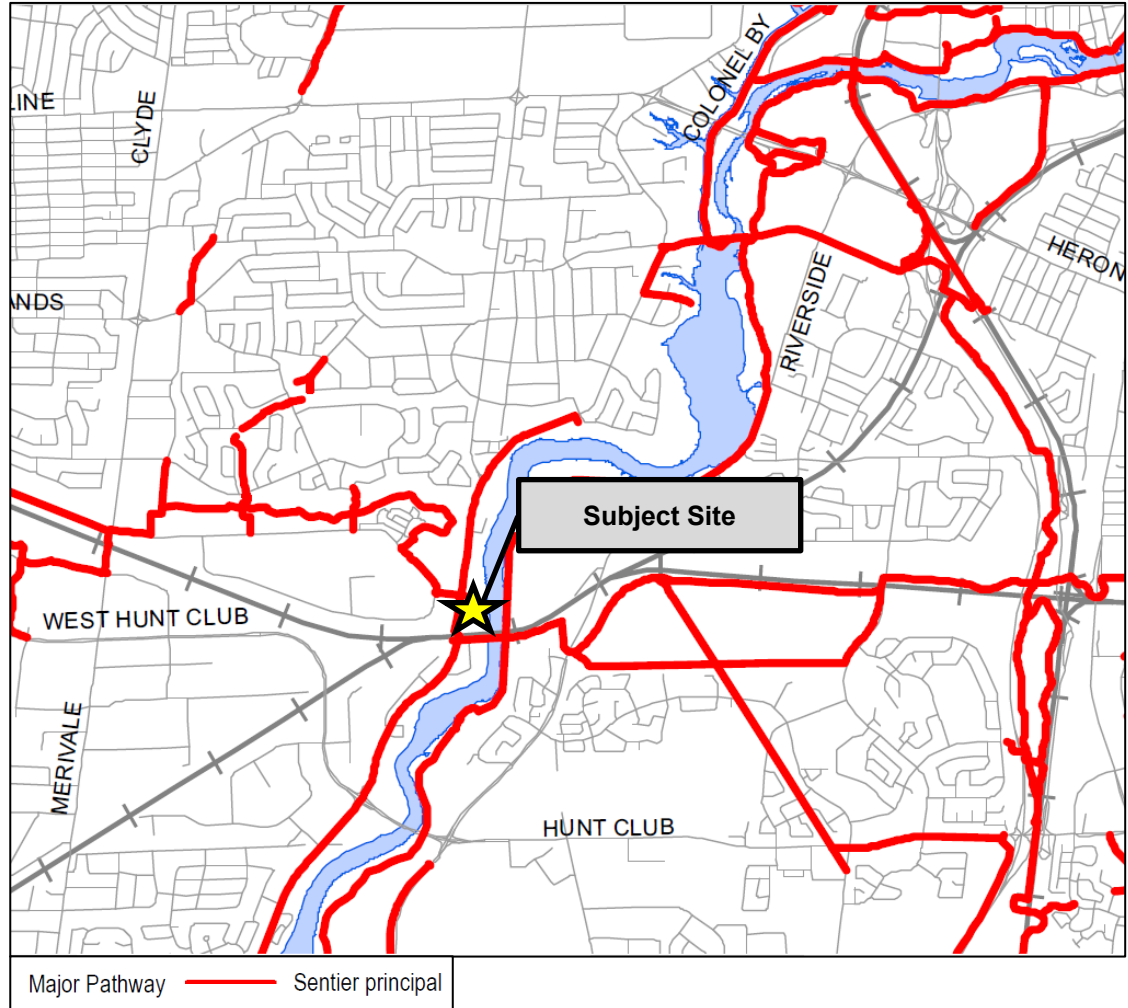 COLONEL BY
LINE
CLYDE
HERON
ANDS
RIVERSIDE
Subject Site
WEST HUNT CLUB
MERIVALE
HUNT CLUB
Major Pathway Sentier principal